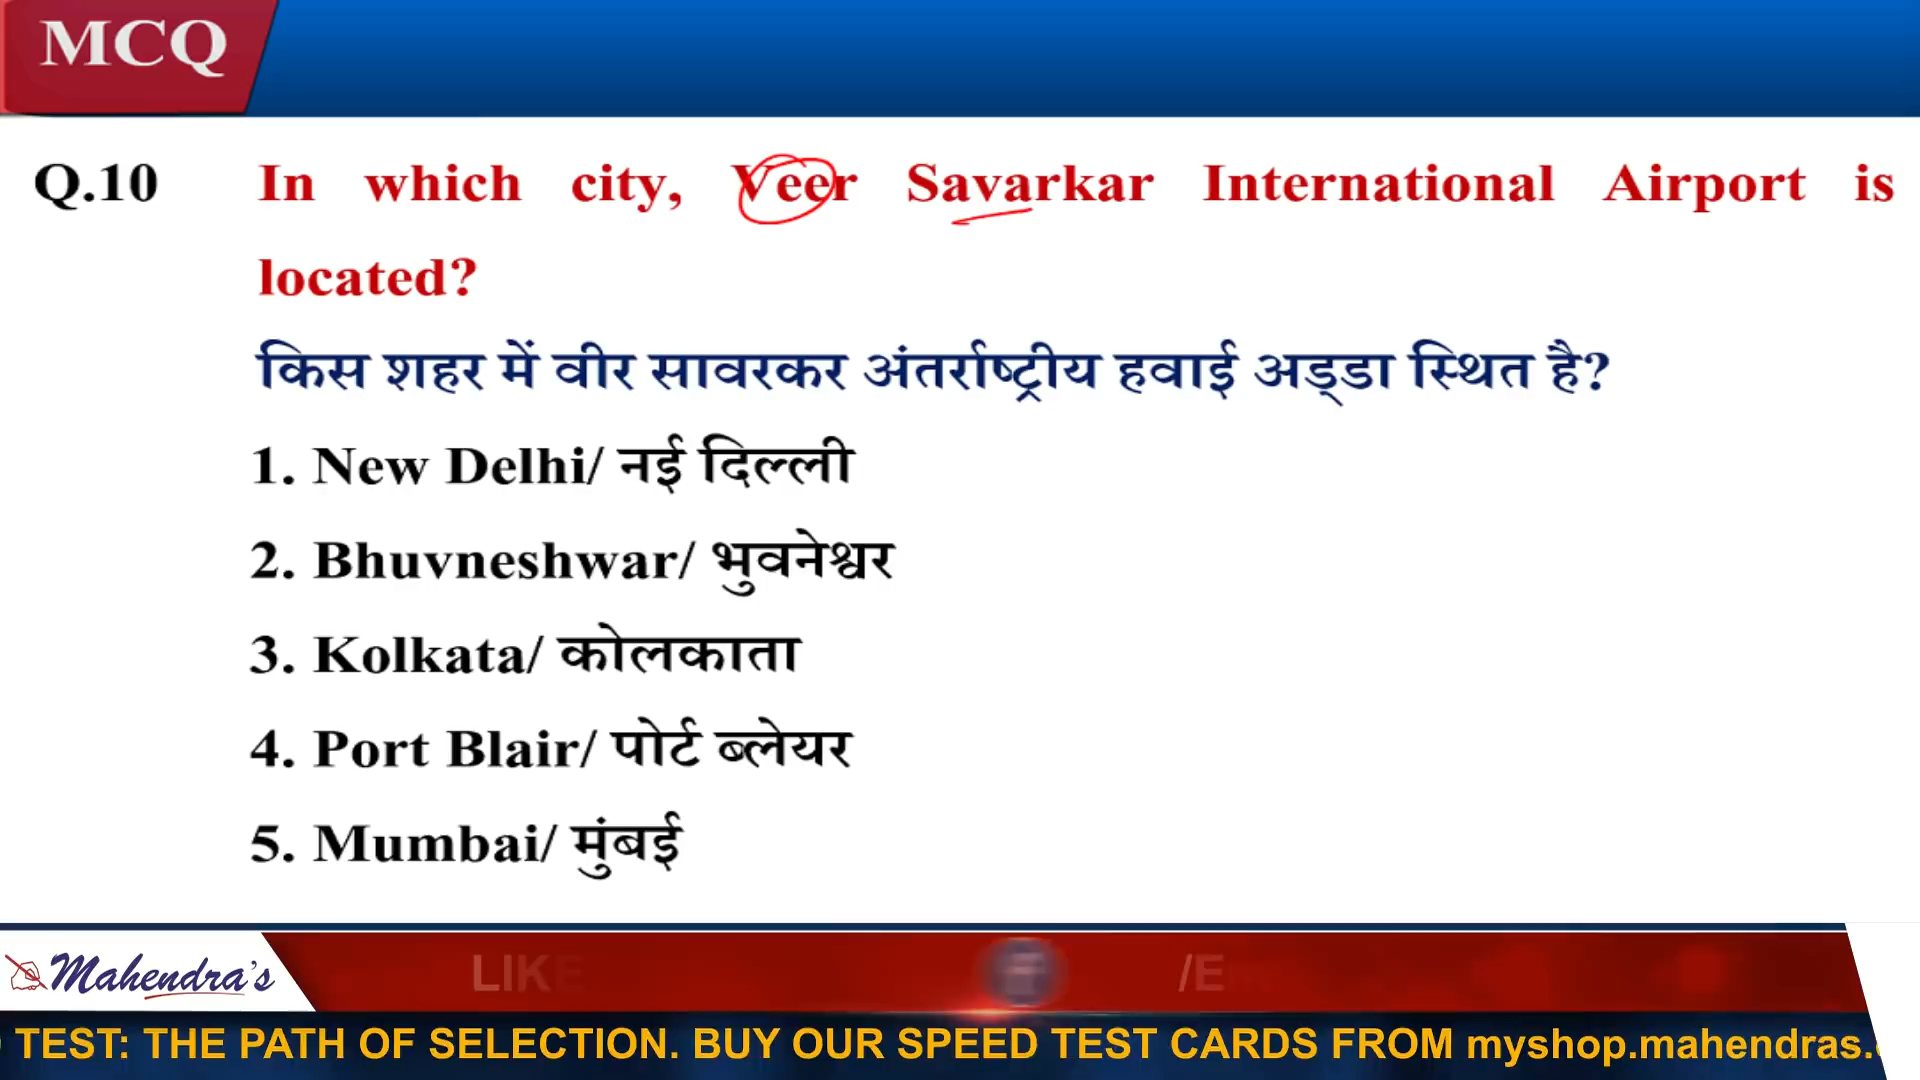 MCQ
Q.10 In which city, Veer Savarkar International Airport is
located?
किस शहर में वीर सावरकर अंतर्राष्ट्रीय हवाई अड्डा स्थित है?
1. New Delhi/ नई दिल्ली
2. Bhuvneshwar/ भुवनेश्वर
3. Kolkata/ कोलकाता
4. Port Blair/ पोर्ट ब्लेयर
5. Mumbai/ मुंबई
Mahendra's
LIKE /E
TEST: THE PATH OF SELECTION. BUY OUR SPEED TEST CARDS FROM myshop.mahendras.